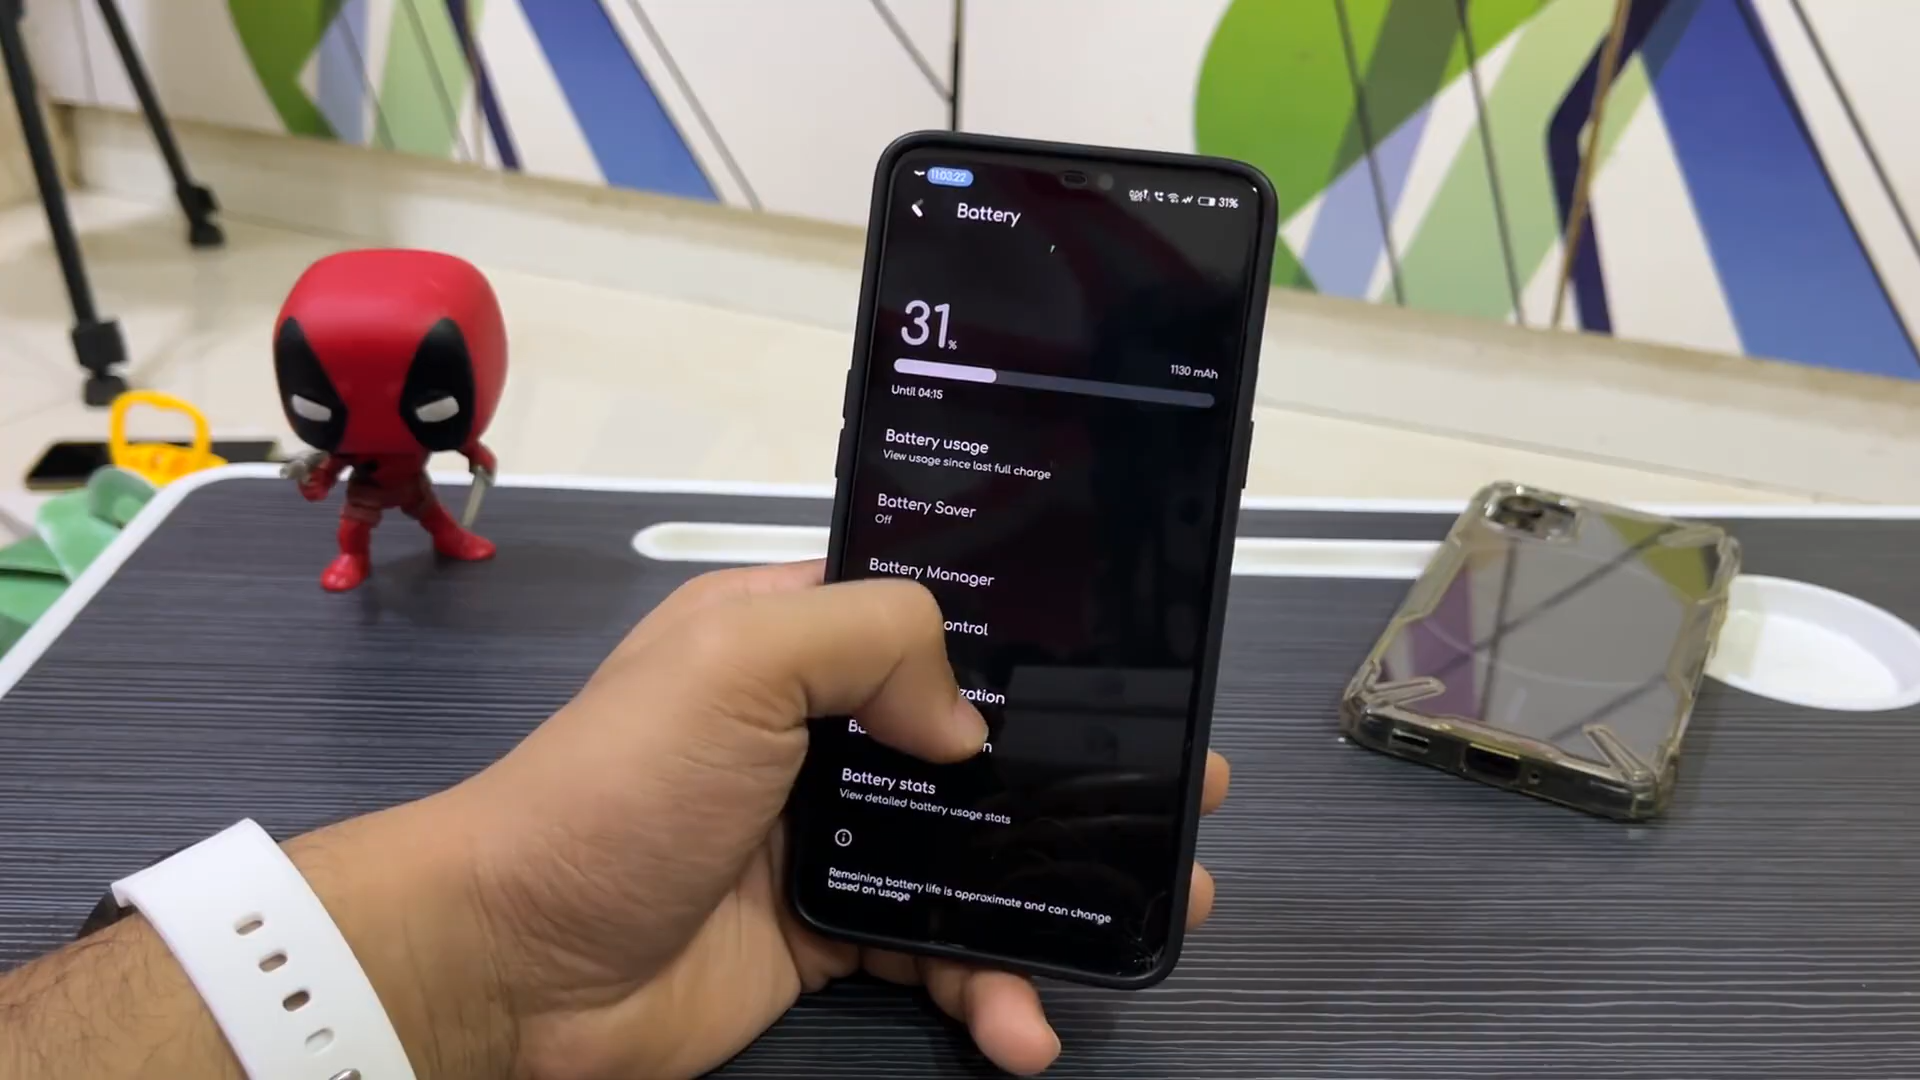 11:03:22
31%
Battery
31%
1130 mAh
Until 04:15
Battery usage
View usage since last full charge
Battery Saver
Off
Battery Manager
ontrol
zation
Ba
n
Battery stats
View detailed battery usage stats
Remaining battery life is approximate and can change
based on usage